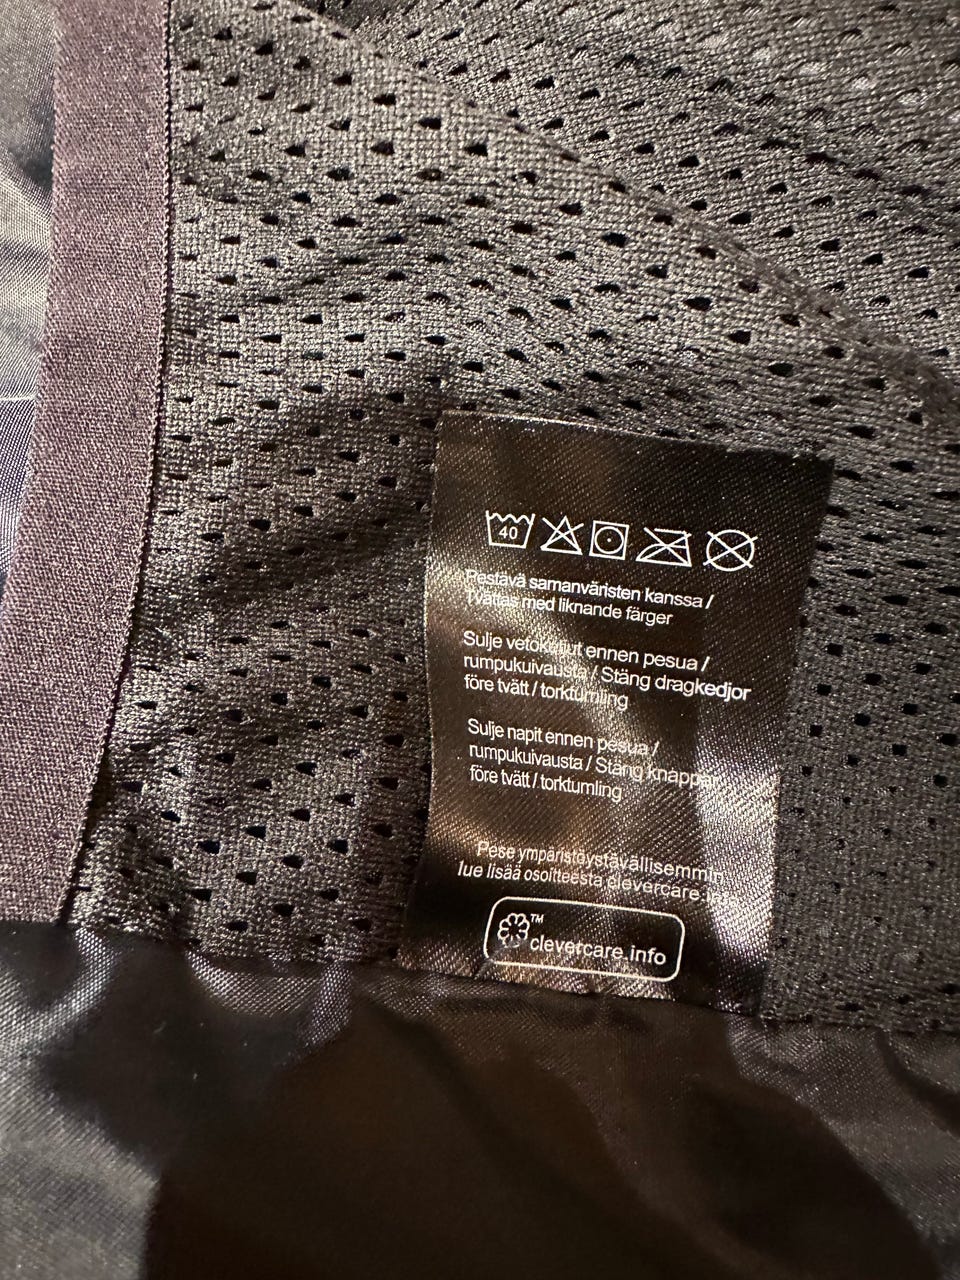 40
Pestävä samanväristen kanssa /
Tvättas med liknande färger
Sulje vetoketjut ennen pesua /
rumpukuivausta / Stäng dragkedjor
före tvätt / torktumling
Sulje napit ennen pesua /
rumpukuivausta / Stäng knappar
före tvätt / torktumling
Pese ympäristöystävällisemmin,
lue lisää osoitteesta clevercare.info
TM
clevercare.info